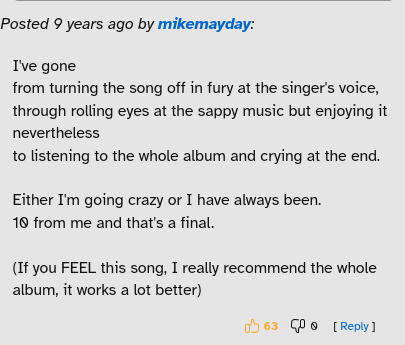 Posted 9 years ago by mikemayday:
I've gone
from turning the song off in fury at the singer's voice,
through rolling eyes at the sappy music but enjoying it
nevertheless
to listening to the whole album and crying at the end.
Either I'm going crazy or I have always been.
10 from me and that's a final.
(If you FEEL this song, I really recommend the whole
album, it works a lot better)
63 0 [ Reply ]